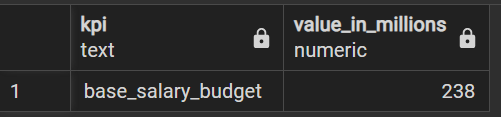 kpi value_in_millions
text numeric
1 base_salary_budget 238